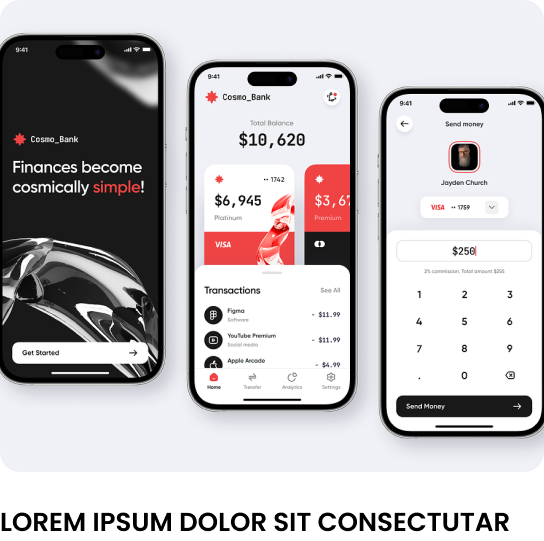 9:41
Cosmo_Bank
Finances become
cosmically simple!
Get Started
9:41
Cosmo_Bank
Total Balance
$10,620
•• 1742
$6,945
Platinum
VISA
$3,67
Premium
Transactions
See All
Figma
Software
- $11.99
YouTube Premium
Social media
- $11.99
Apple Arcade
- $4.99
Home
Transfer
Analytics
Settings
9:41
Send money
Jayden Church
VISA •• 1759
$250
2% commission. Total amount $255
1 2 3
4 5 6
7 8 9
. 0
Send Money
LOREM IPSUM DOLOR SIT CONSECTUTAR